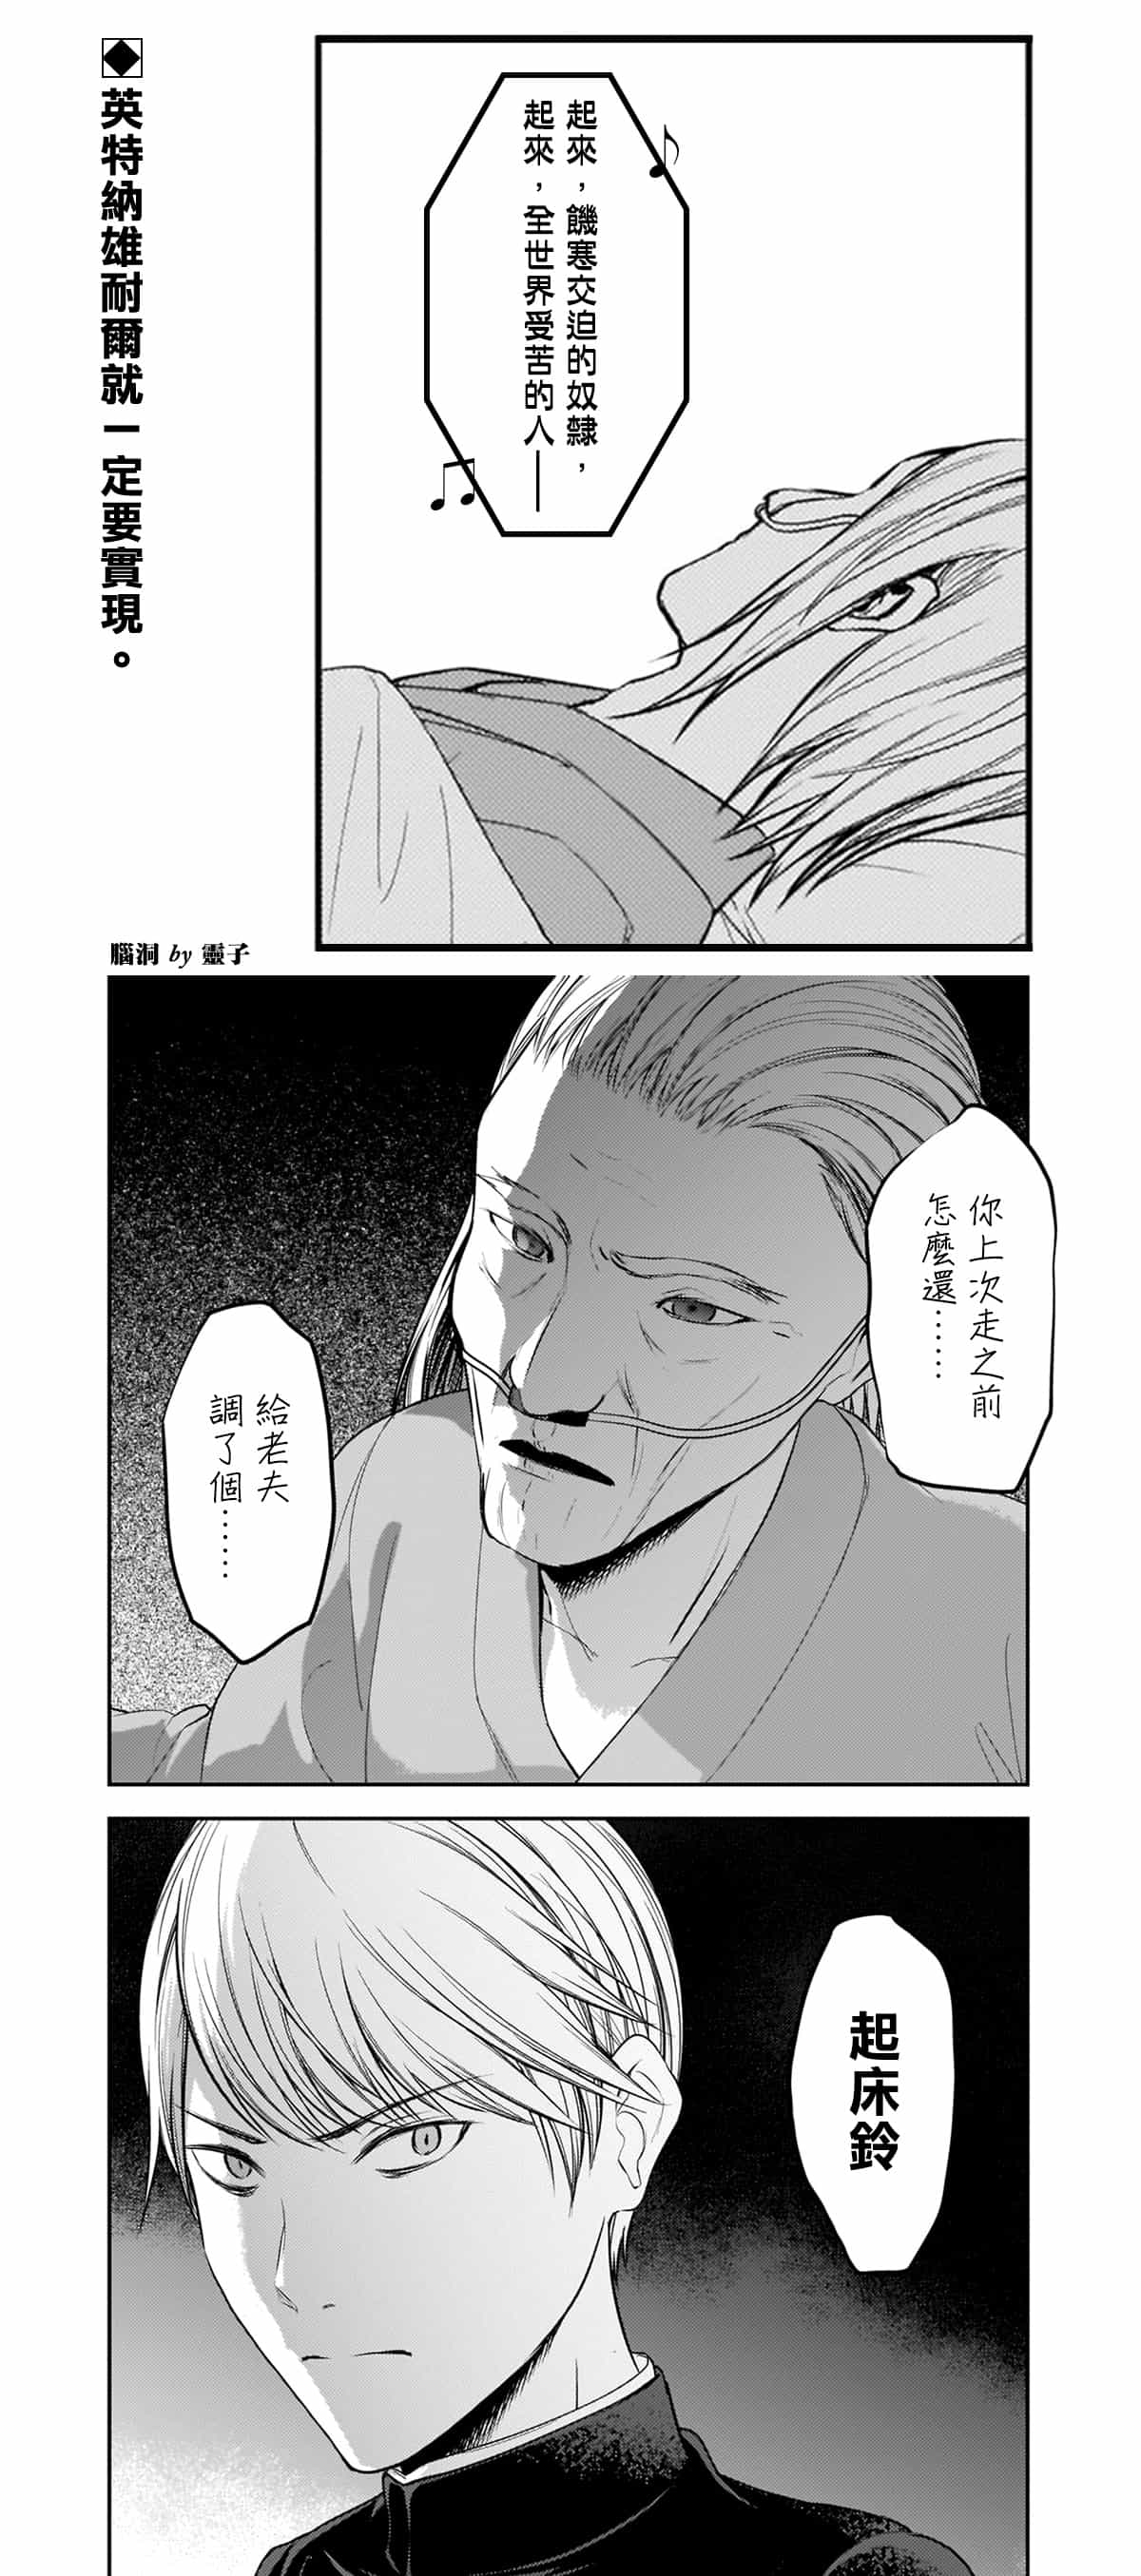 起來，饑寒交迫的奴隸，
起來，全世界受苦的人——
英特納雄耐爾就一定要實現。
腦洞 by 靈子
你上次走之前
怎麼還……
給老夫
調了個……
起床鈴